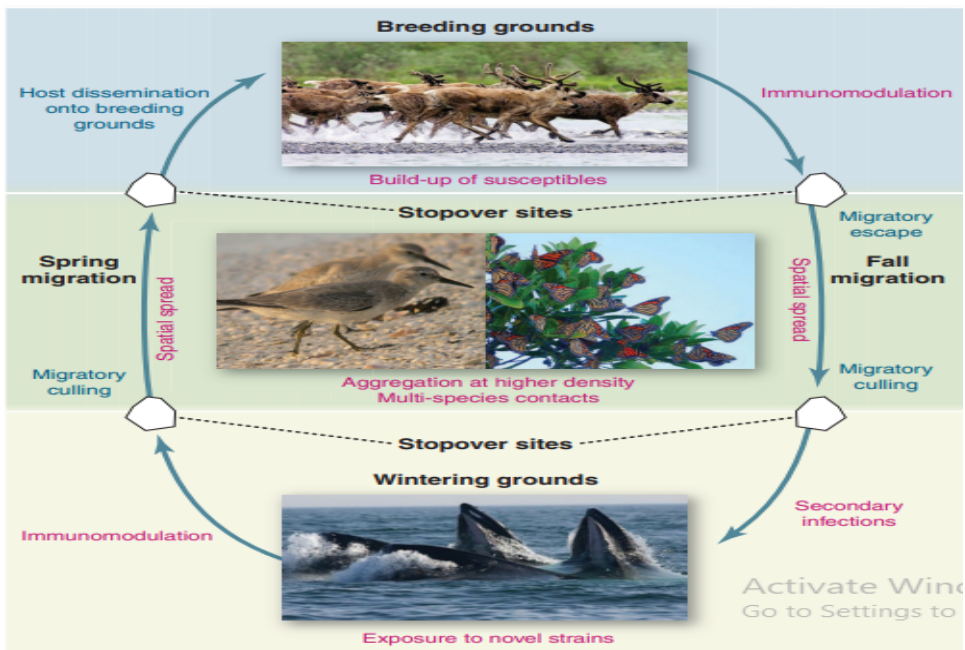 Breeding grounds
Host dissemination
onto breeding
grounds
Immunomodulation
Build-up of susceptibles
Stopover sites
Migratory
escape
Spring
migration
Spatial spread
Fall
migration
Spatial spread
Migratory
culling
Aggregation at higher density
Multi-species contacts
Migratory
culling
Stopover sites
Wintering grounds
Immunomodulation
Secondary
infections
Exposure to novel strains
Activate Wind
Go to Settings to